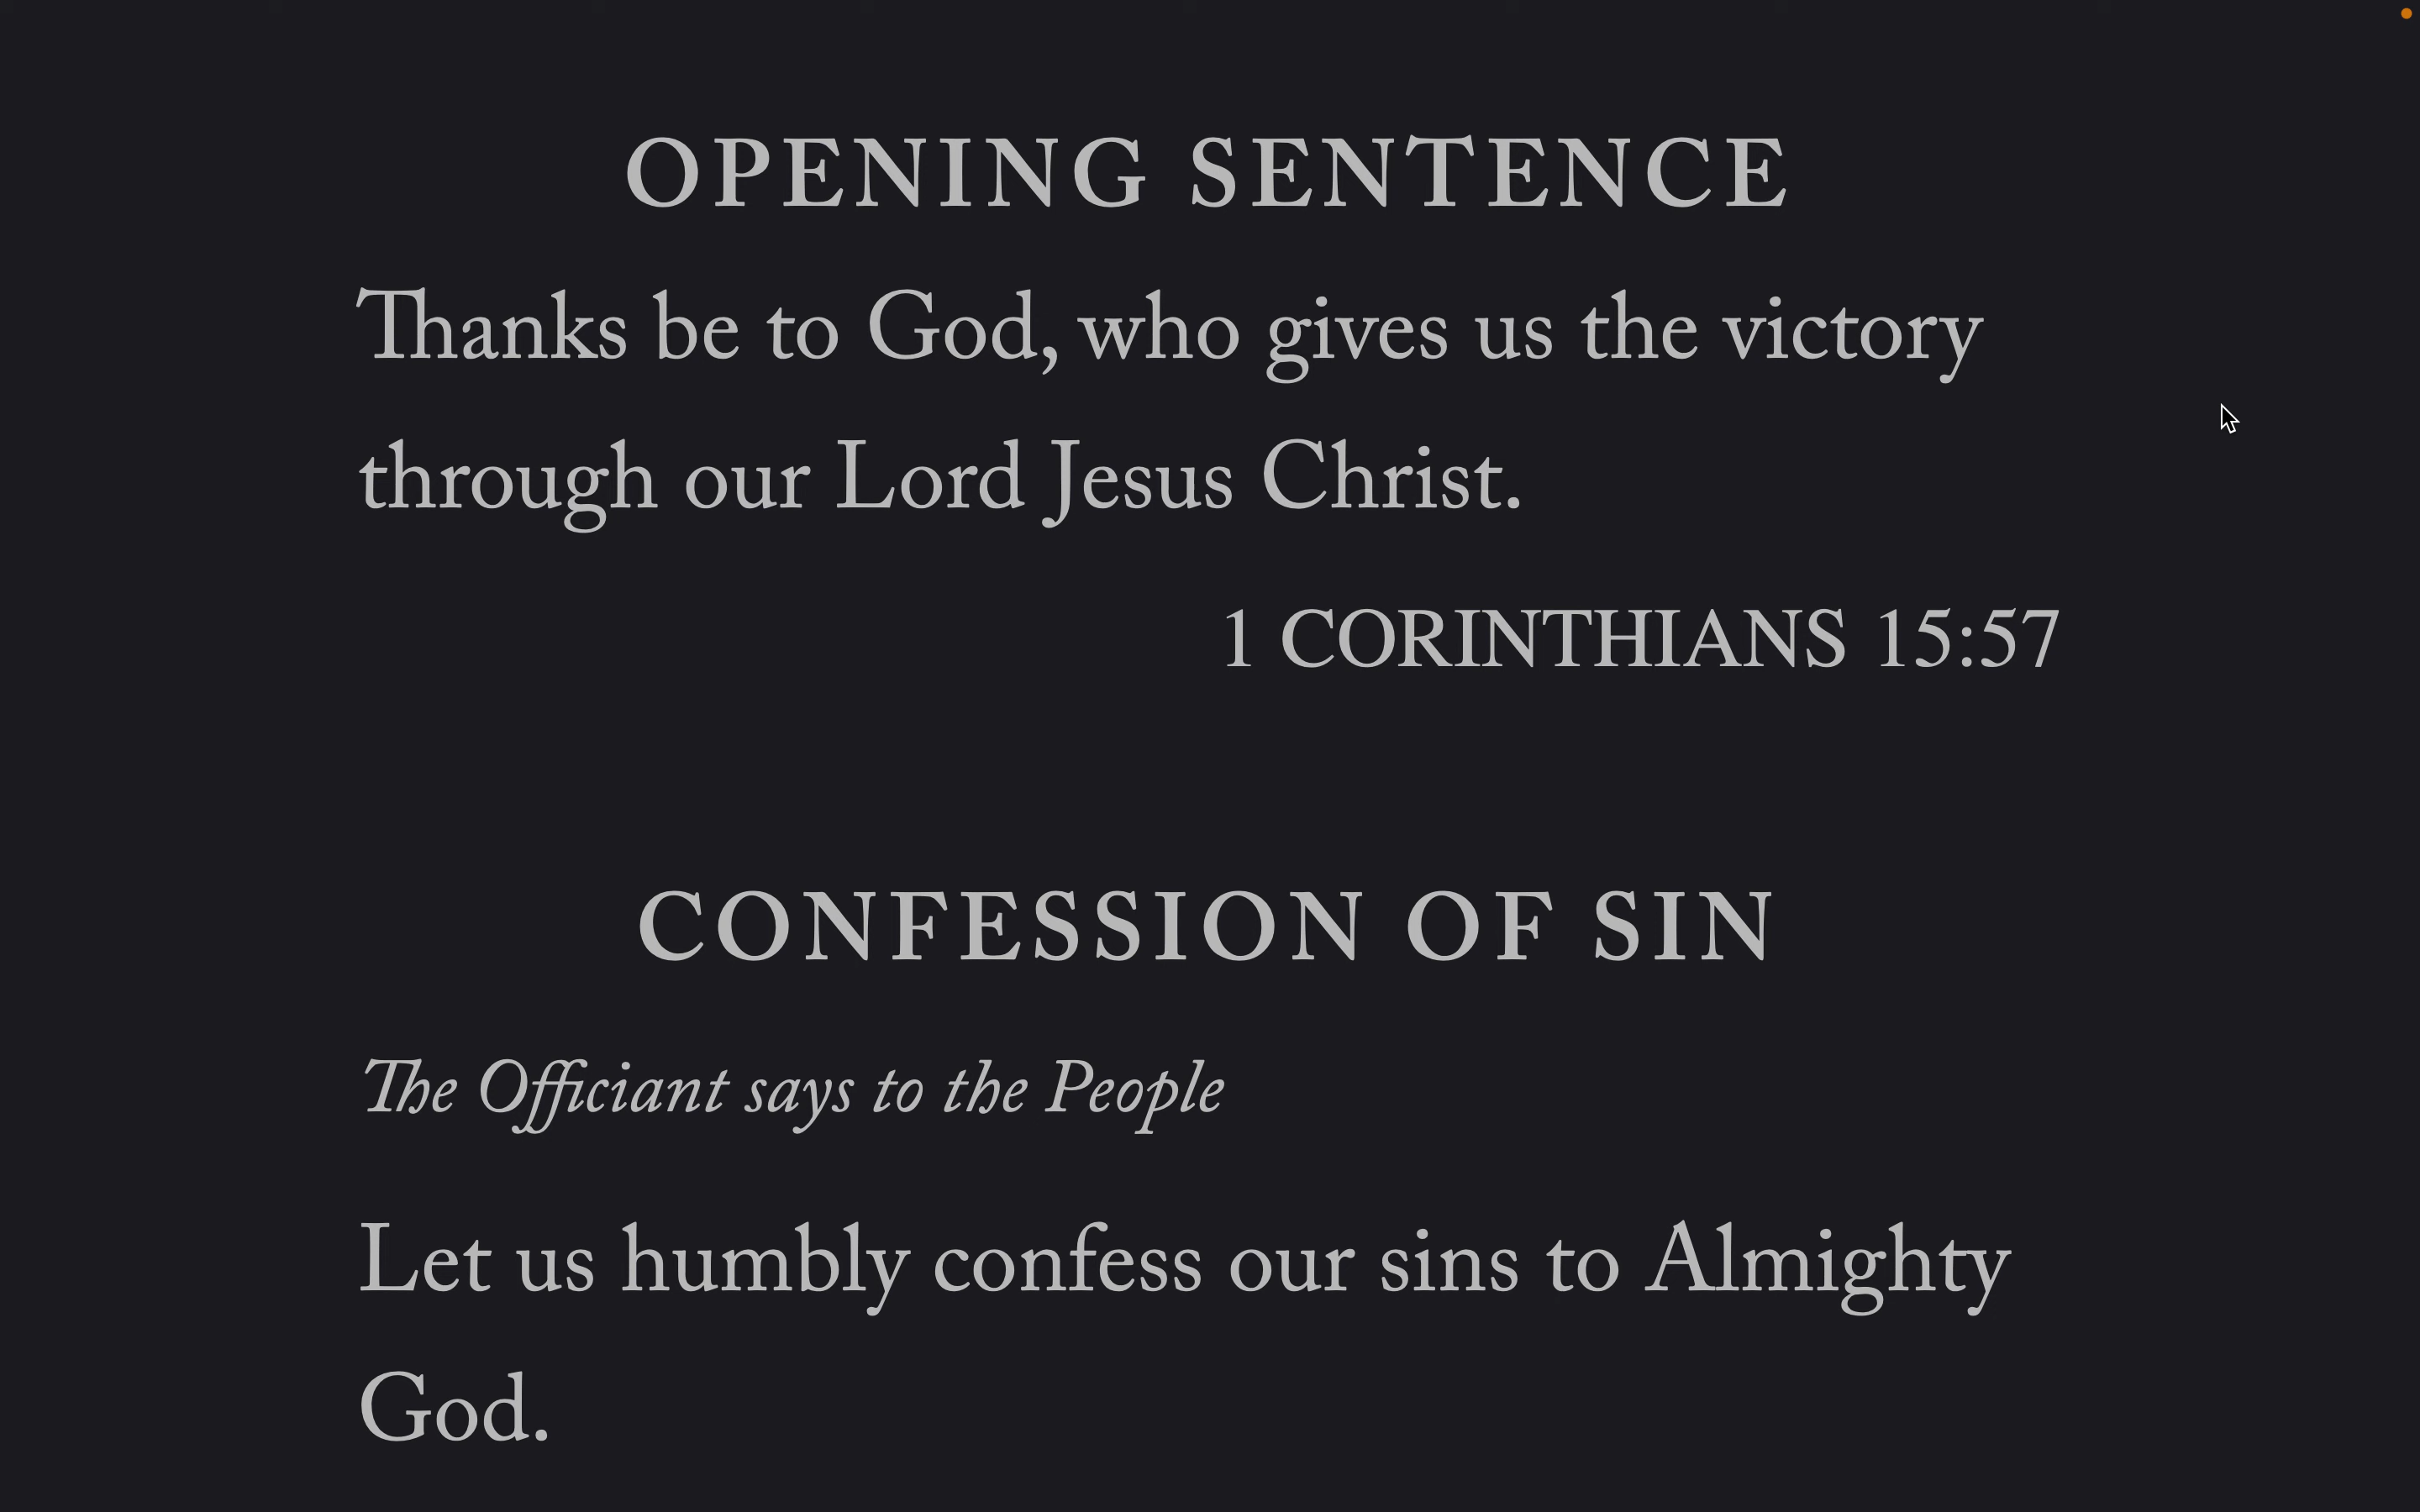 OPENING SENTENCE
Thanks be to God, who gives us the victory
through our Lord Jesus Christ.
1 CORINTHIANS 15:57
CONFESSION OF SIN
The Officiant says to the People
Let us humbly confess our sins to Almighty
God.